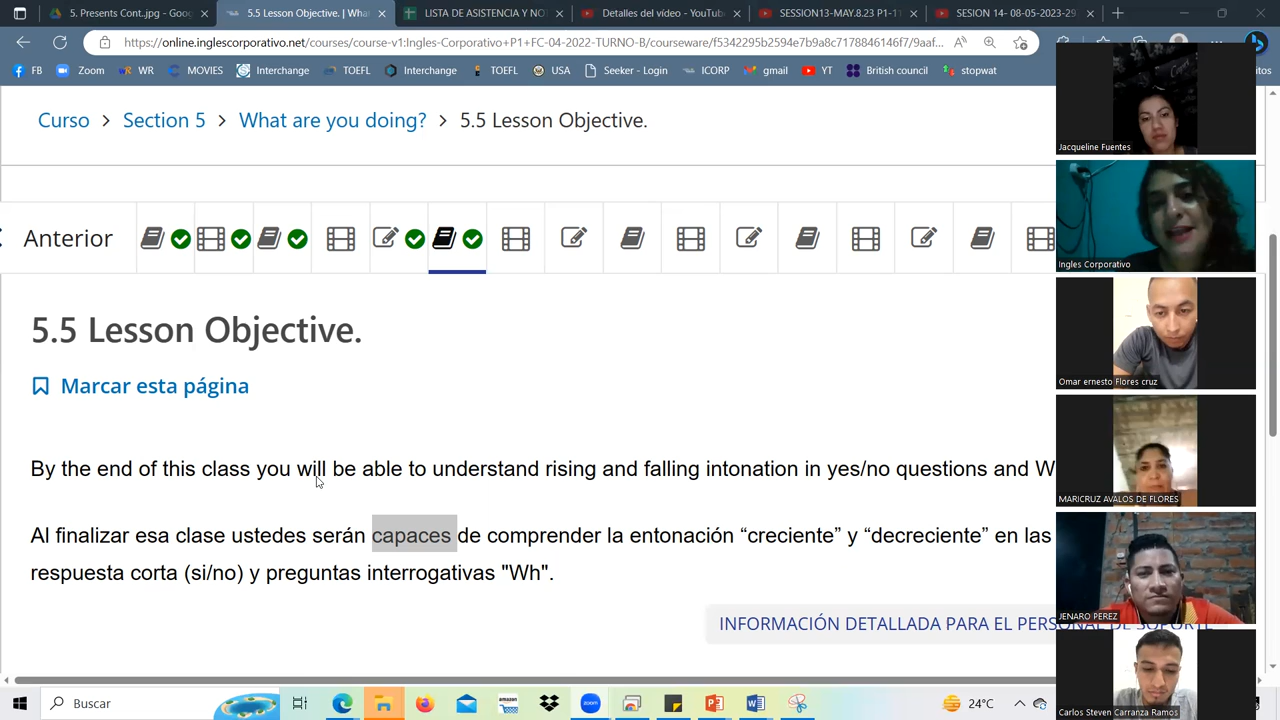 Presents Cont.jpg - Goog
5.5 Lesson Objective. | Wha
LISTA DE ASISTENCIA Y NO
Detalles del vídeo - YouTub
SESSION13-MAY.8.23 P1-1
SESION 14- 08-05-2023-29
https://online.inglescorporativo.net/courses/course-v1:Ingles-Corporativo+P1+FC-04-2022-TURNO-B/courseware/f5342295b2594e7b9a8c7178846146f7/9aaf...
FB Zoom WR MOVIES Interchange TOEFL Interchange TOEFL USA Seeker - Login ICORP gmail YT British council stopwat
Curso > Section 5 > What are you doing? > 5.5 Lesson Objective.
Anterior
5.5 Lesson Objective.
Marcar esta página
By the end of this class you will be able to understand rising and falling intonation in yes/no questions and W
Al finalizar esa clase ustedes serán capaces de comprender la entonación “creciente” y “decreciente” en las
respuesta corta (si/no) y preguntas interrogativas "Wh".
INFORMACIÓN DETALLADA PARA EL PERSONAL DE SOPORTE
Jacqueline Fuentes
Ingles Corporativo
Omar ernesto Flores cruz
MARICRUZ AVALOS DE FLORES
JENARO PEREZ
Carlos Steven Carranza Ramos
Buscar
amazon
zoom
24°C